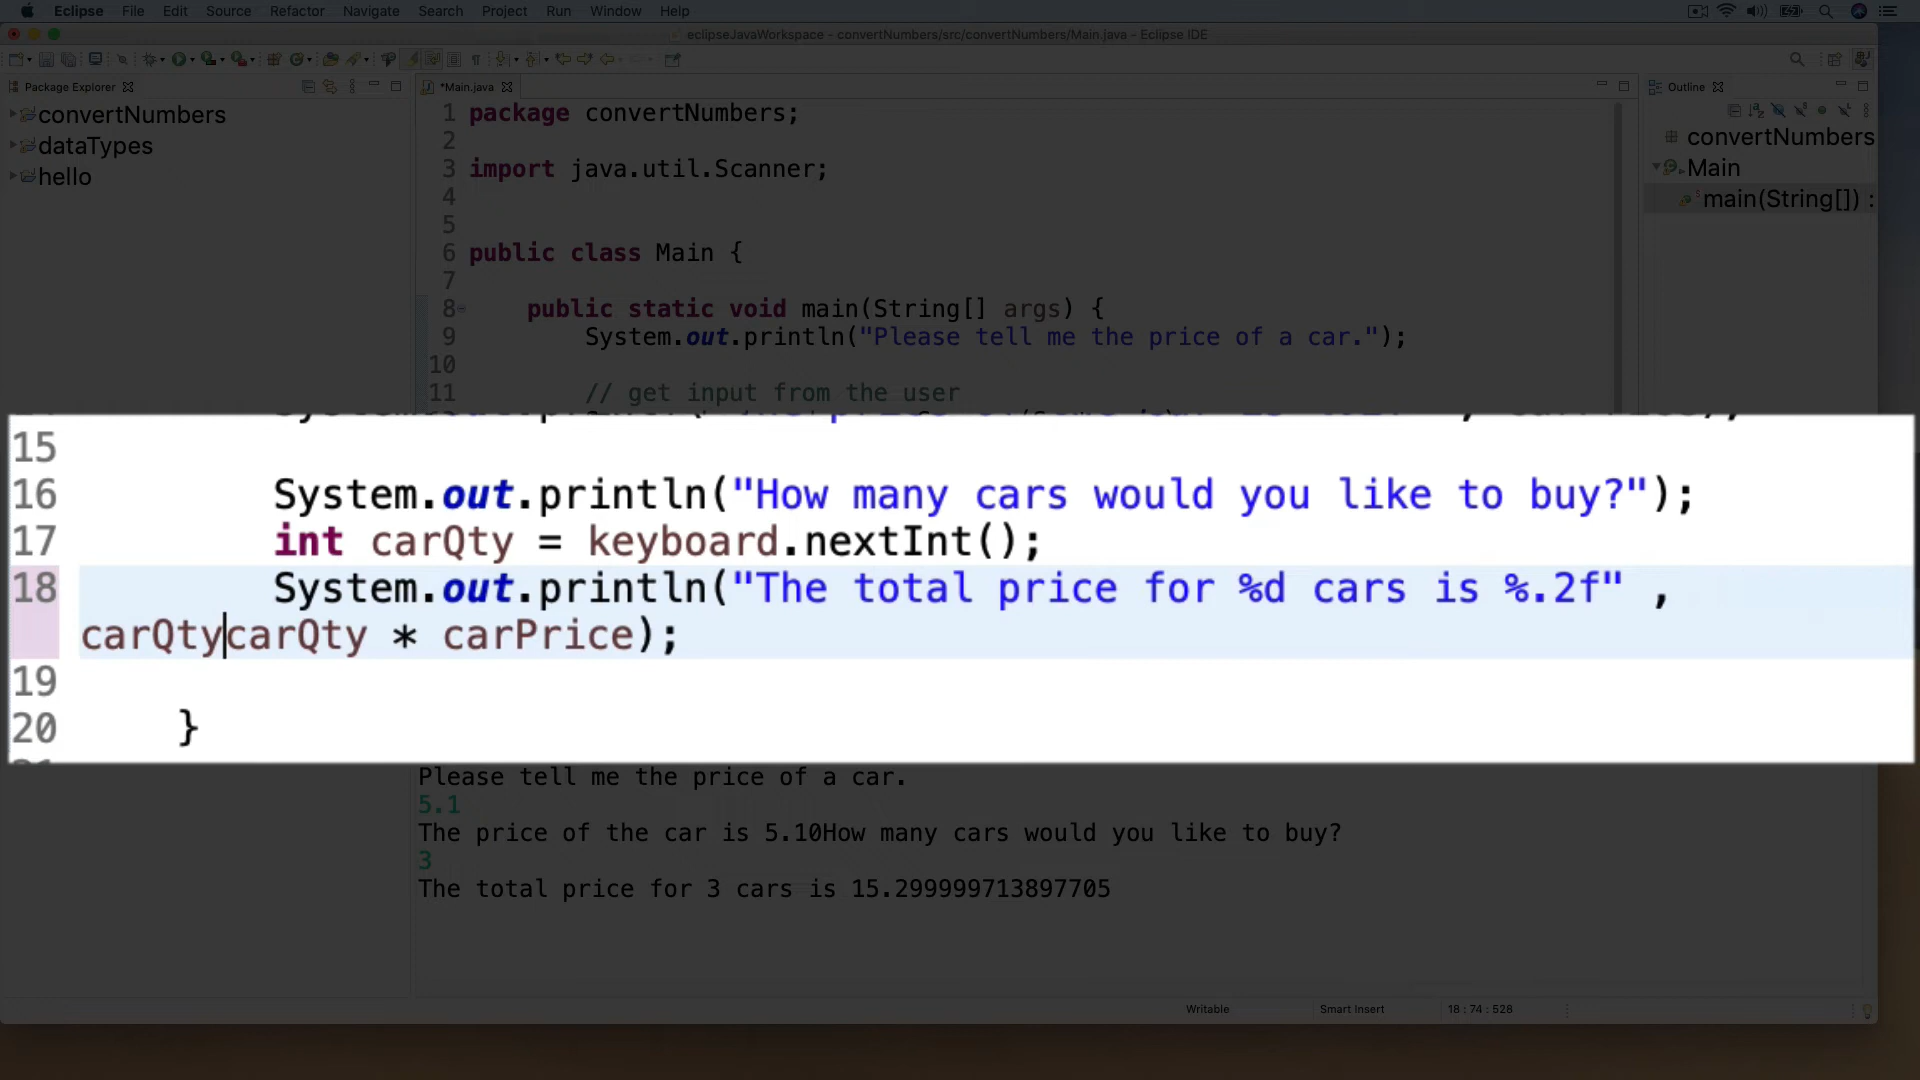 Eclipse File Edit Source Refactor Navigate Search Project Run Window Help
eclipseJavaWorkspace - convertNumbers/src/convertNumbers/Main.java - Eclipse IDE
Package Explorer
convertNumbers
dataTypes
hello
*Main.java
1 package convertNumbers;
2
3 import java.util.Scanner;
4
5
6 public class Main {
7
8 public static void main(String[] args) {
9 System.out.println("Please tell me the price of a car.");
10
11 // get input from the user
15
16 System.out.println("How many cars would you like to buy?");
17 int carQty = keyboard.nextInt();
18 System.out.println("The total price for %d cars is %.2f" ,
carQtycarQty * carPrice);
19
20 }
Please tell me the price of a car.
5.1
The price of the car is 5.10How many cars would you like to buy?
3
The total price for 3 cars is 15.299999713897705
Outline
convertNumbers
Main
main(String[]) :
Writable Smart Insert 18 : 74 : 528